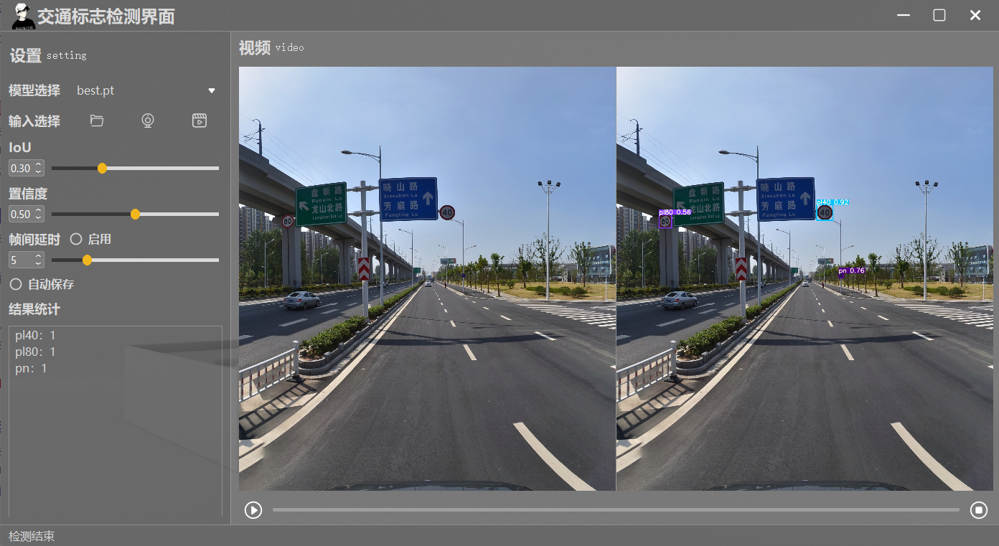 交通标志检测界面
设置 setting
模型选择 best.pt
输入选择
IoU
0.30
置信度
0.50
帧间延时 启用
5
自动保存
结果统计
pl40: 1
pl80: 1
pn: 1
视频 video
盘新路
Panxin Lu
龙山北路
Longshan Bei Lu
晓山路
Xiaoshan Lu
芳庭路
Fangting Lu
80
40
盘新路
Panxin Lu
龙山北路
Longshan Bei Lu
晓山路
Xiaoshan Lu
芳庭路
Fangting Lu
pl80 0.56
80
pl40 0.92
40
pn 0.76
检测结束